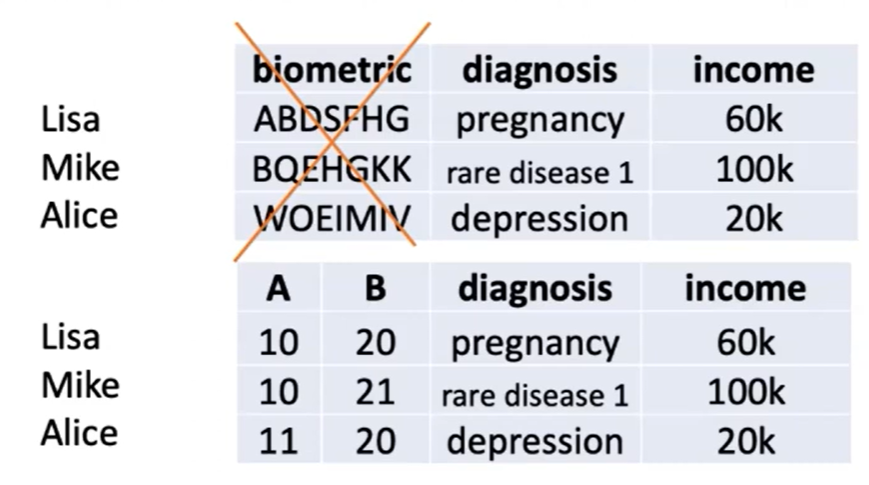 biometric diagnosis income
Lisa ABDSFHG pregnancy 60k
Mike BQEHGKK rare disease 1 100k
Alice WOEIMIV depression 20k
A B diagnosis income
Lisa 10 20 pregnancy 60k
Mike 10 21 rare disease 1 100k
Alice 11 20 depression 20k